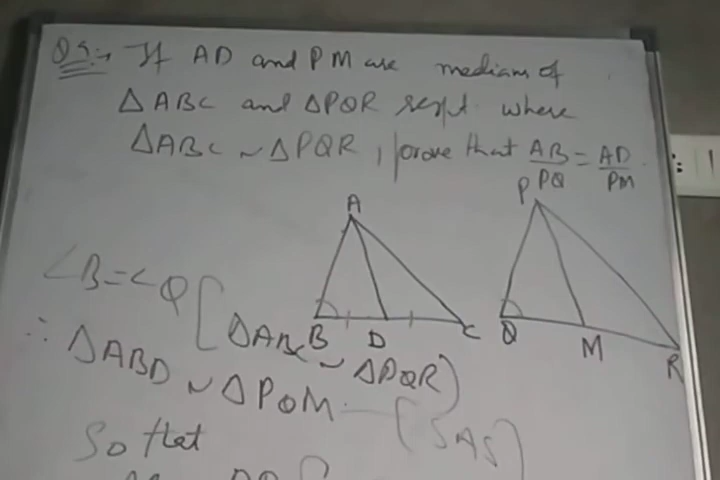 Q5:→ If AD and PM are medians of
△ABC and △PQR respt. where
△ABC ~ △PQR, prove that AB/PQ = AD/PM.
A
P
B
D
C
Q
M
R
∠B=∠Q [△ABC ~ △PQR)
∴ △ABD ~ △PQM — (SAS]
So that